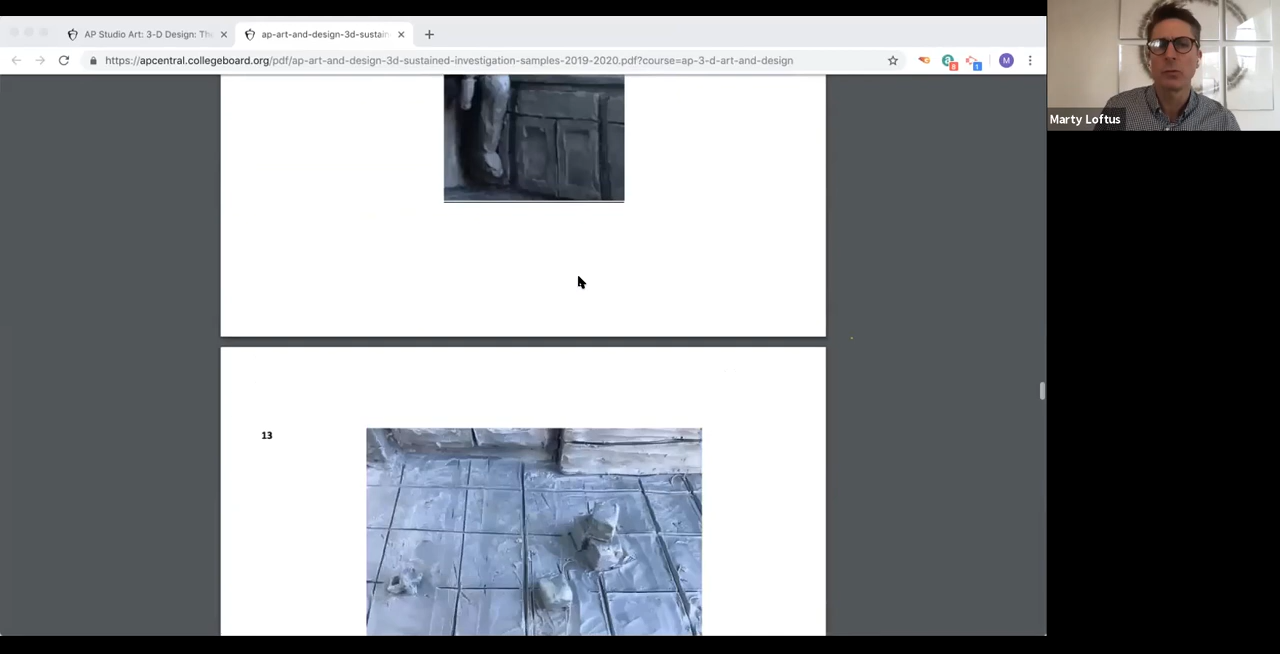 AP Studio Art: 3-D Design: The
ap-art-and-design-3d-sustain
https://apcentral.collegeboard.org/pdf/ap-art-and-design-3d-sustained-investigation-samples-2019-2020.pdf?course=ap-3-d-art-and-design
M
Marty Loftus
13